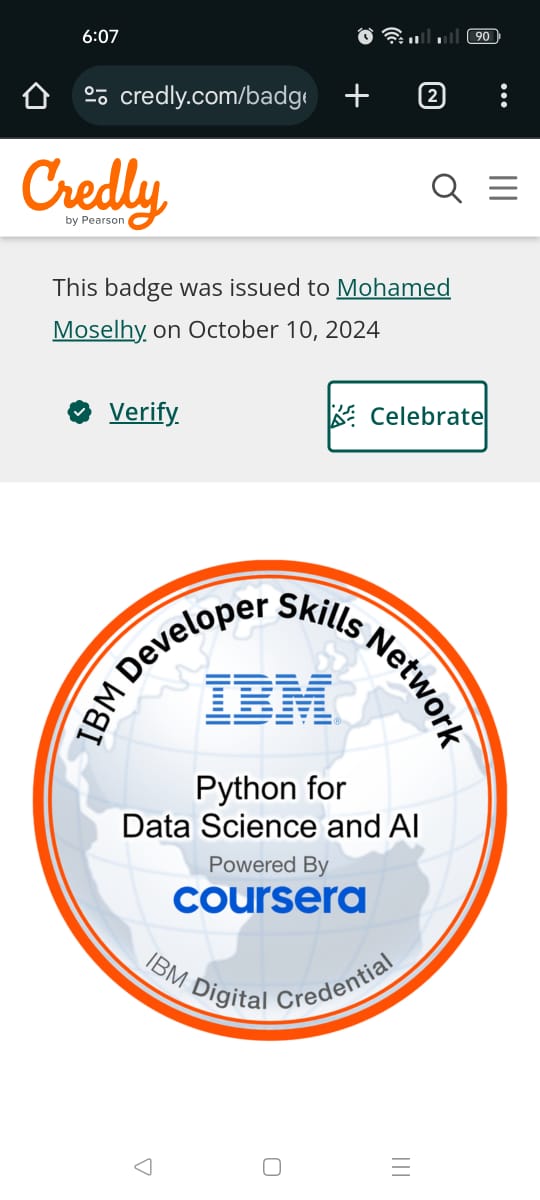 6:07
90
credly.com/badge
2
Credly
by Pearson
This badge was issued to Mohamed
Moselhy on October 10, 2024
Verify
Celebrate
IBM Developer Skills Network
IBM®
Python for
Data Science and AI
Powered By
coursera
IBM Digital Credential